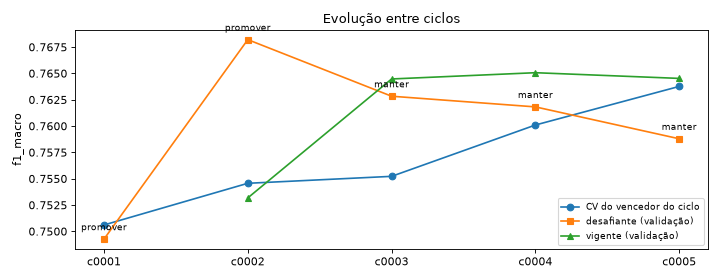 Evolução entre ciclos
promover
promover
manter
manter
manter
f1_macro
0.7675
0.7650
0.7625
0.7600
0.7575
0.7550
0.7525
0.7500
c0001 c0002 c0003 c0004 c0005
CV do vencedor do ciclo
desafiante (validação)
vigente (validação)